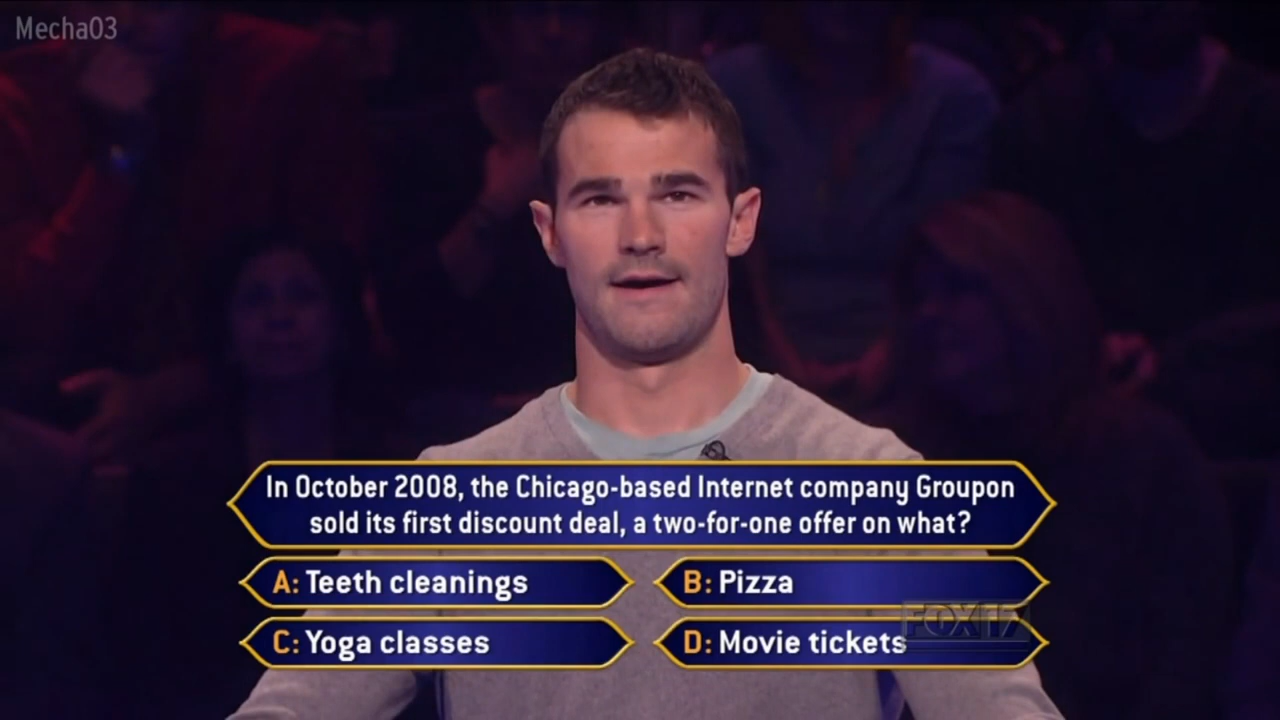 Mecha03
In October 2008, the Chicago-based Internet company Groupon
sold its first discount deal, a two-for-one offer on what?
A: Teeth cleanings
B: Pizza
FOX17
C: Yoga classes
D: Movie tickets